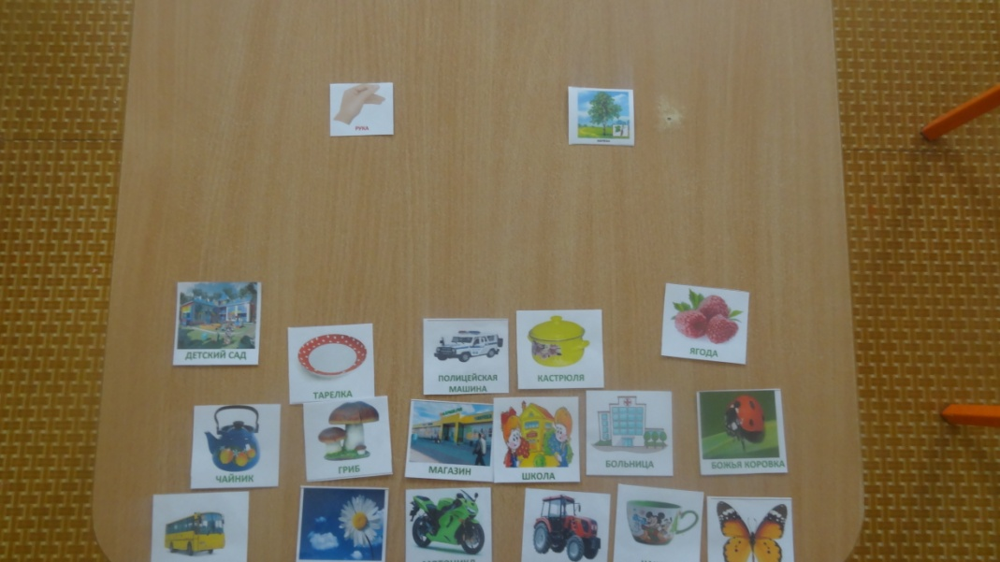 РУКА
ДЕТСКИЙ САД
ТАРЕЛКА
ПОЛИЦЕЙСКАЯ
МАШИНА
КАСТРЮЛЯ
ЯГОДА
ЧАЙНИК
ГРИБ
МАГАЗИН
ШКОЛА
БОЛЬНИЦА
БОЖЬЯ КОРОВКА